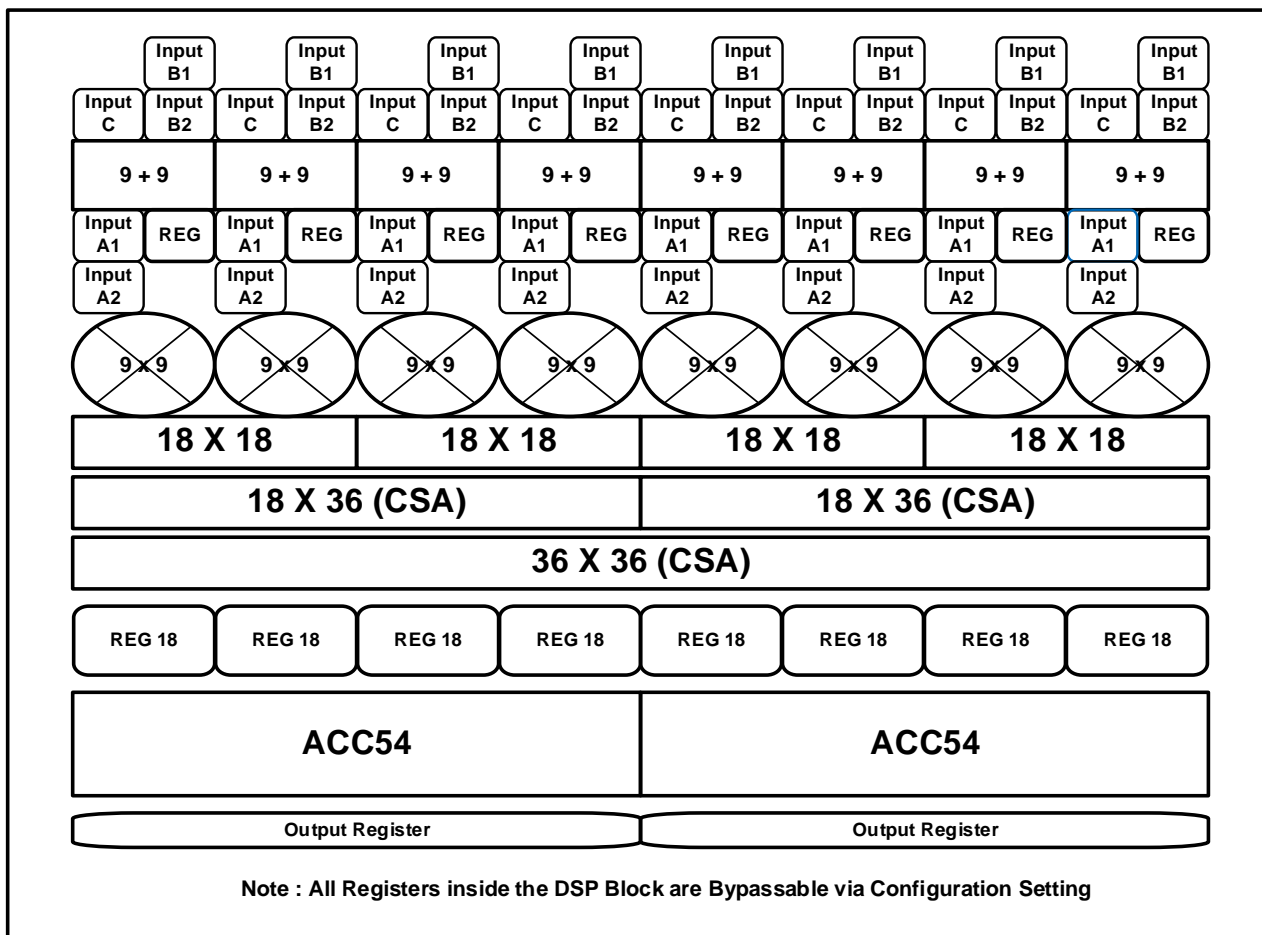 Input B1 Input B1 Input B1 Input B1 Input B1 Input B1 Input B1 Input B1
Input C Input B2 Input C Input B2 Input C Input B2 Input C Input B2 Input C Input B2 Input C Input B2 Input C Input B2 Input C Input B2
9 + 9 9 + 9 9 + 9 9 + 9 9 + 9 9 + 9 9 + 9 9 + 9
Input A1 REG Input A1 REG Input A1 REG Input A1 REG Input A1 REG Input A1 REG Input A1 REG Input A1 REG
Input A2 Input A2 Input A2 Input A2 Input A2 Input A2 Input A2 Input A2
9 x 9 9 x 9 9 x 9 9 x 9 9 x 9 9 x 9 9 x 9 9 x 9
18 X 18 18 X 18 18 X 18 18 X 18
18 X 36 (CSA) 18 X 36 (CSA)
36 X 36 (CSA)
REG 18 REG 18 REG 18 REG 18 REG 18 REG 18 REG 18 REG 18
ACC54 ACC54
Output Register Output Register
Note : All Registers inside the DSP Block are Bypassable via Configuration Setting